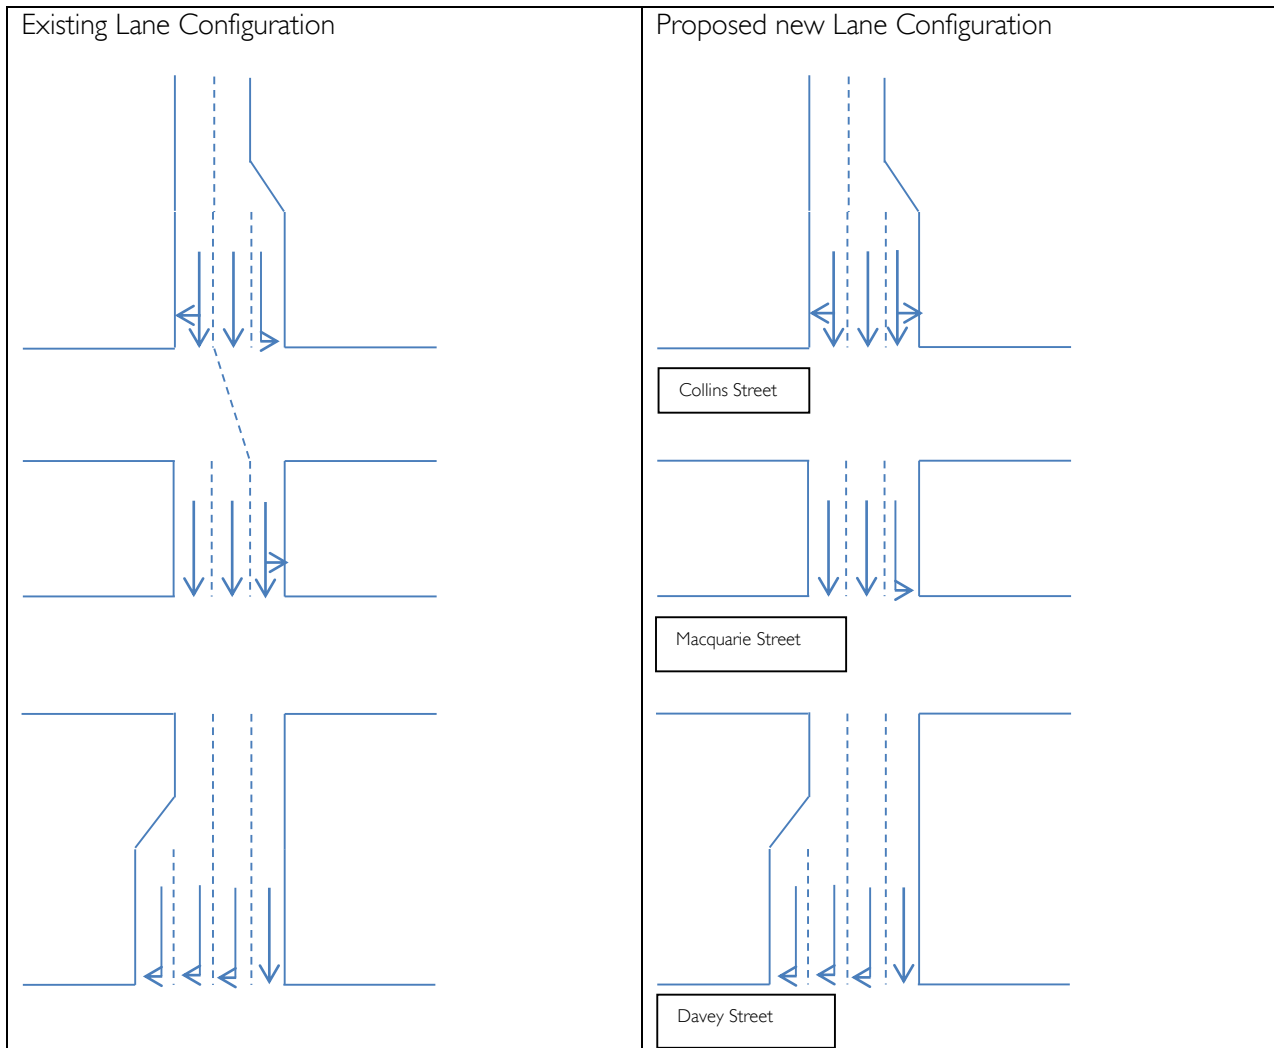 Existing Lane Configuration
Proposed new Lane Configuration
Collins Street
Macquarie Street
Davey Street